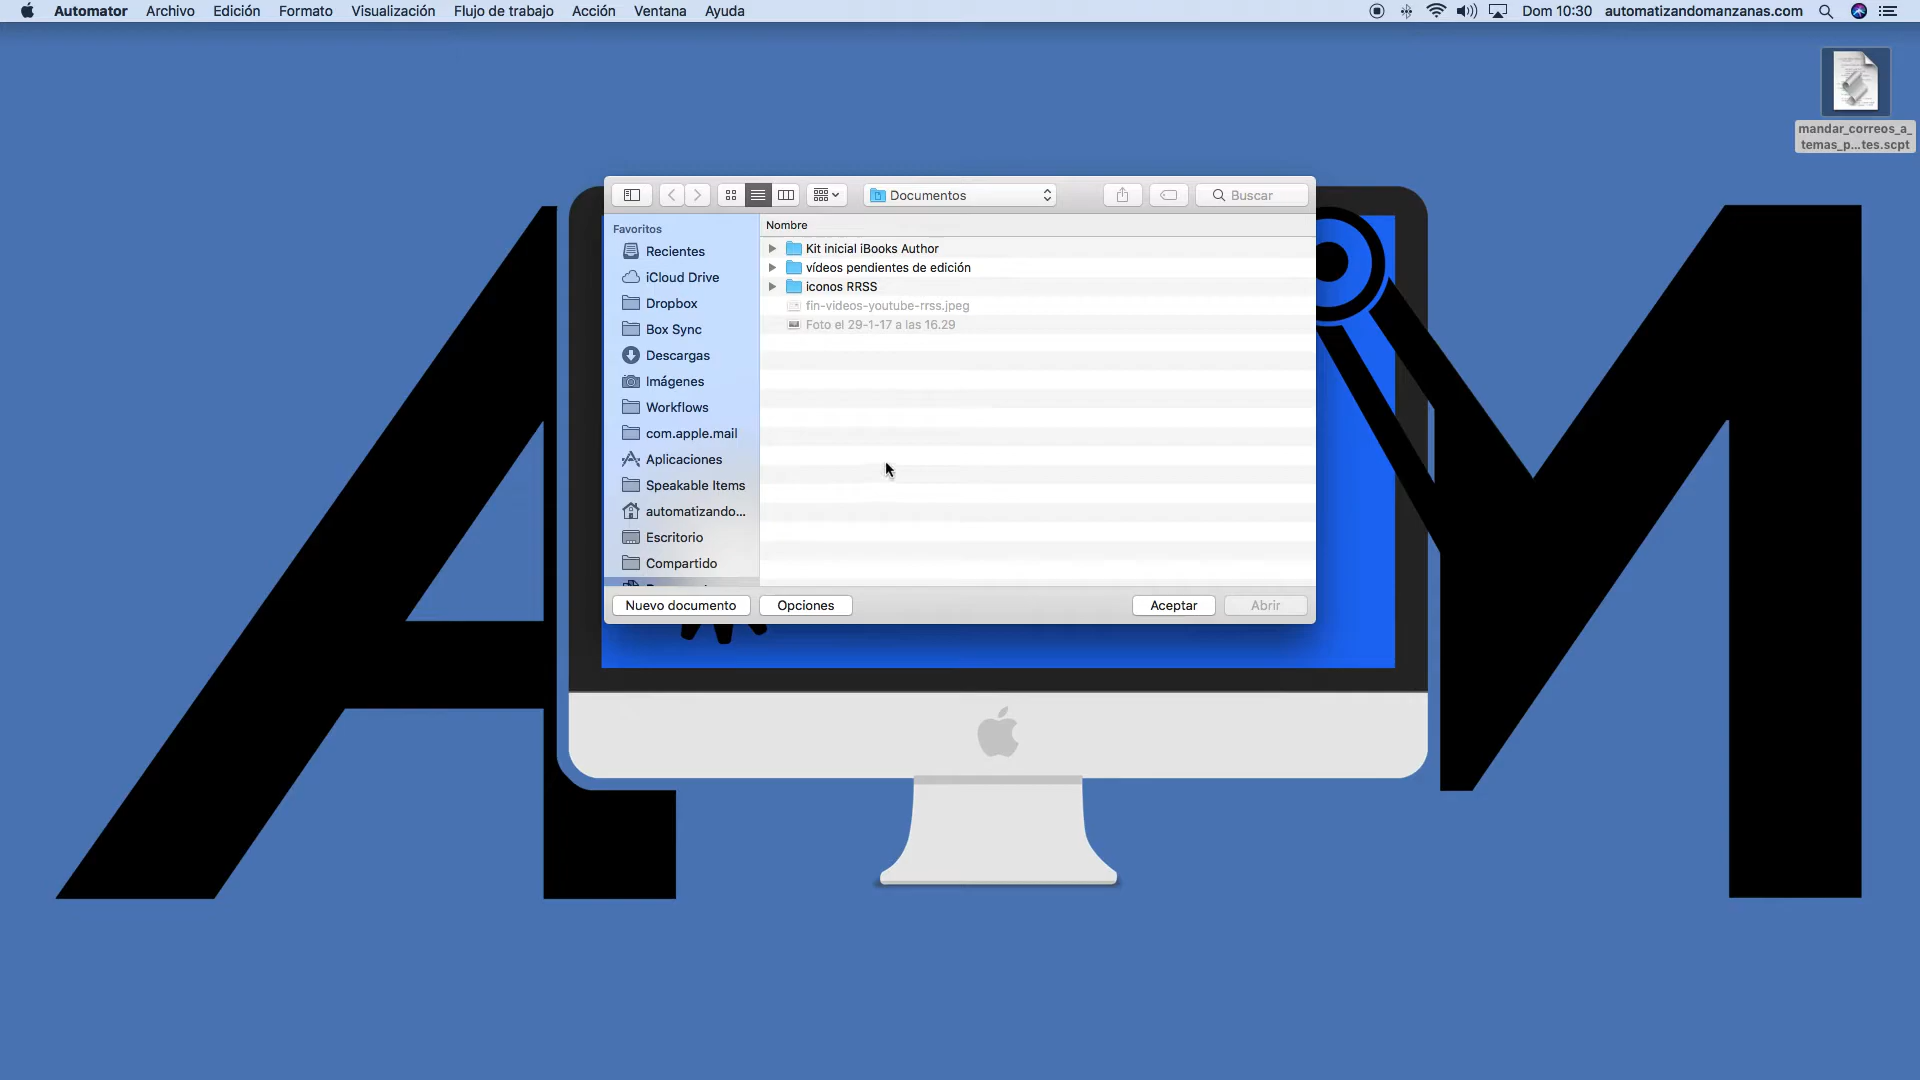 Automator Archivo Edición Formato Visualización Flujo de trabajo Acción Ventana Ayuda Dom 10:30 automatizandomanzanas.com
mandar_correos_a_
temas_p...tes.scpt
Documentos
Buscar
Favoritos
Recientes
iCloud Drive
Dropbox
Box Sync
Descargas
Imágenes
Workflows
com.apple.mail
Aplicaciones
Speakable Items
automatizando...
Escritorio
Compartido
Nombre
Kit inicial iBooks Author
vídeos pendientes de edición
iconos RRSS
fin-videos-youtube-rrss.jpeg
Foto el 29-1-17 a las 16.29
Nuevo documento
Opciones
Aceptar
Abrir